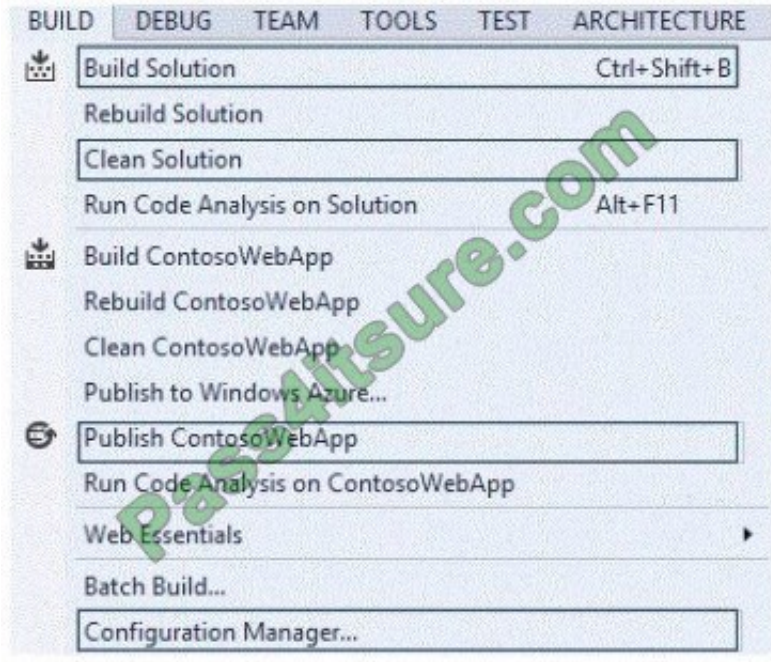 BUILD DEBUG TEAM TOOLS TEST ARCHITECTURE
Build Solution Ctrl+Shift+B
Rebuild Solution
Clean Solution
Run Code Analysis on Solution Alt+F11
Build ContosoWebApp
Rebuild ContosoWebApp
Clean ContosoWebApp
Publish to Windows Azure...
Publish ContosoWebApp
Run Code Analysis on ContosoWebApp
Web Essentials
Batch Build...
Configuration Manager...
Pass4itsure.com